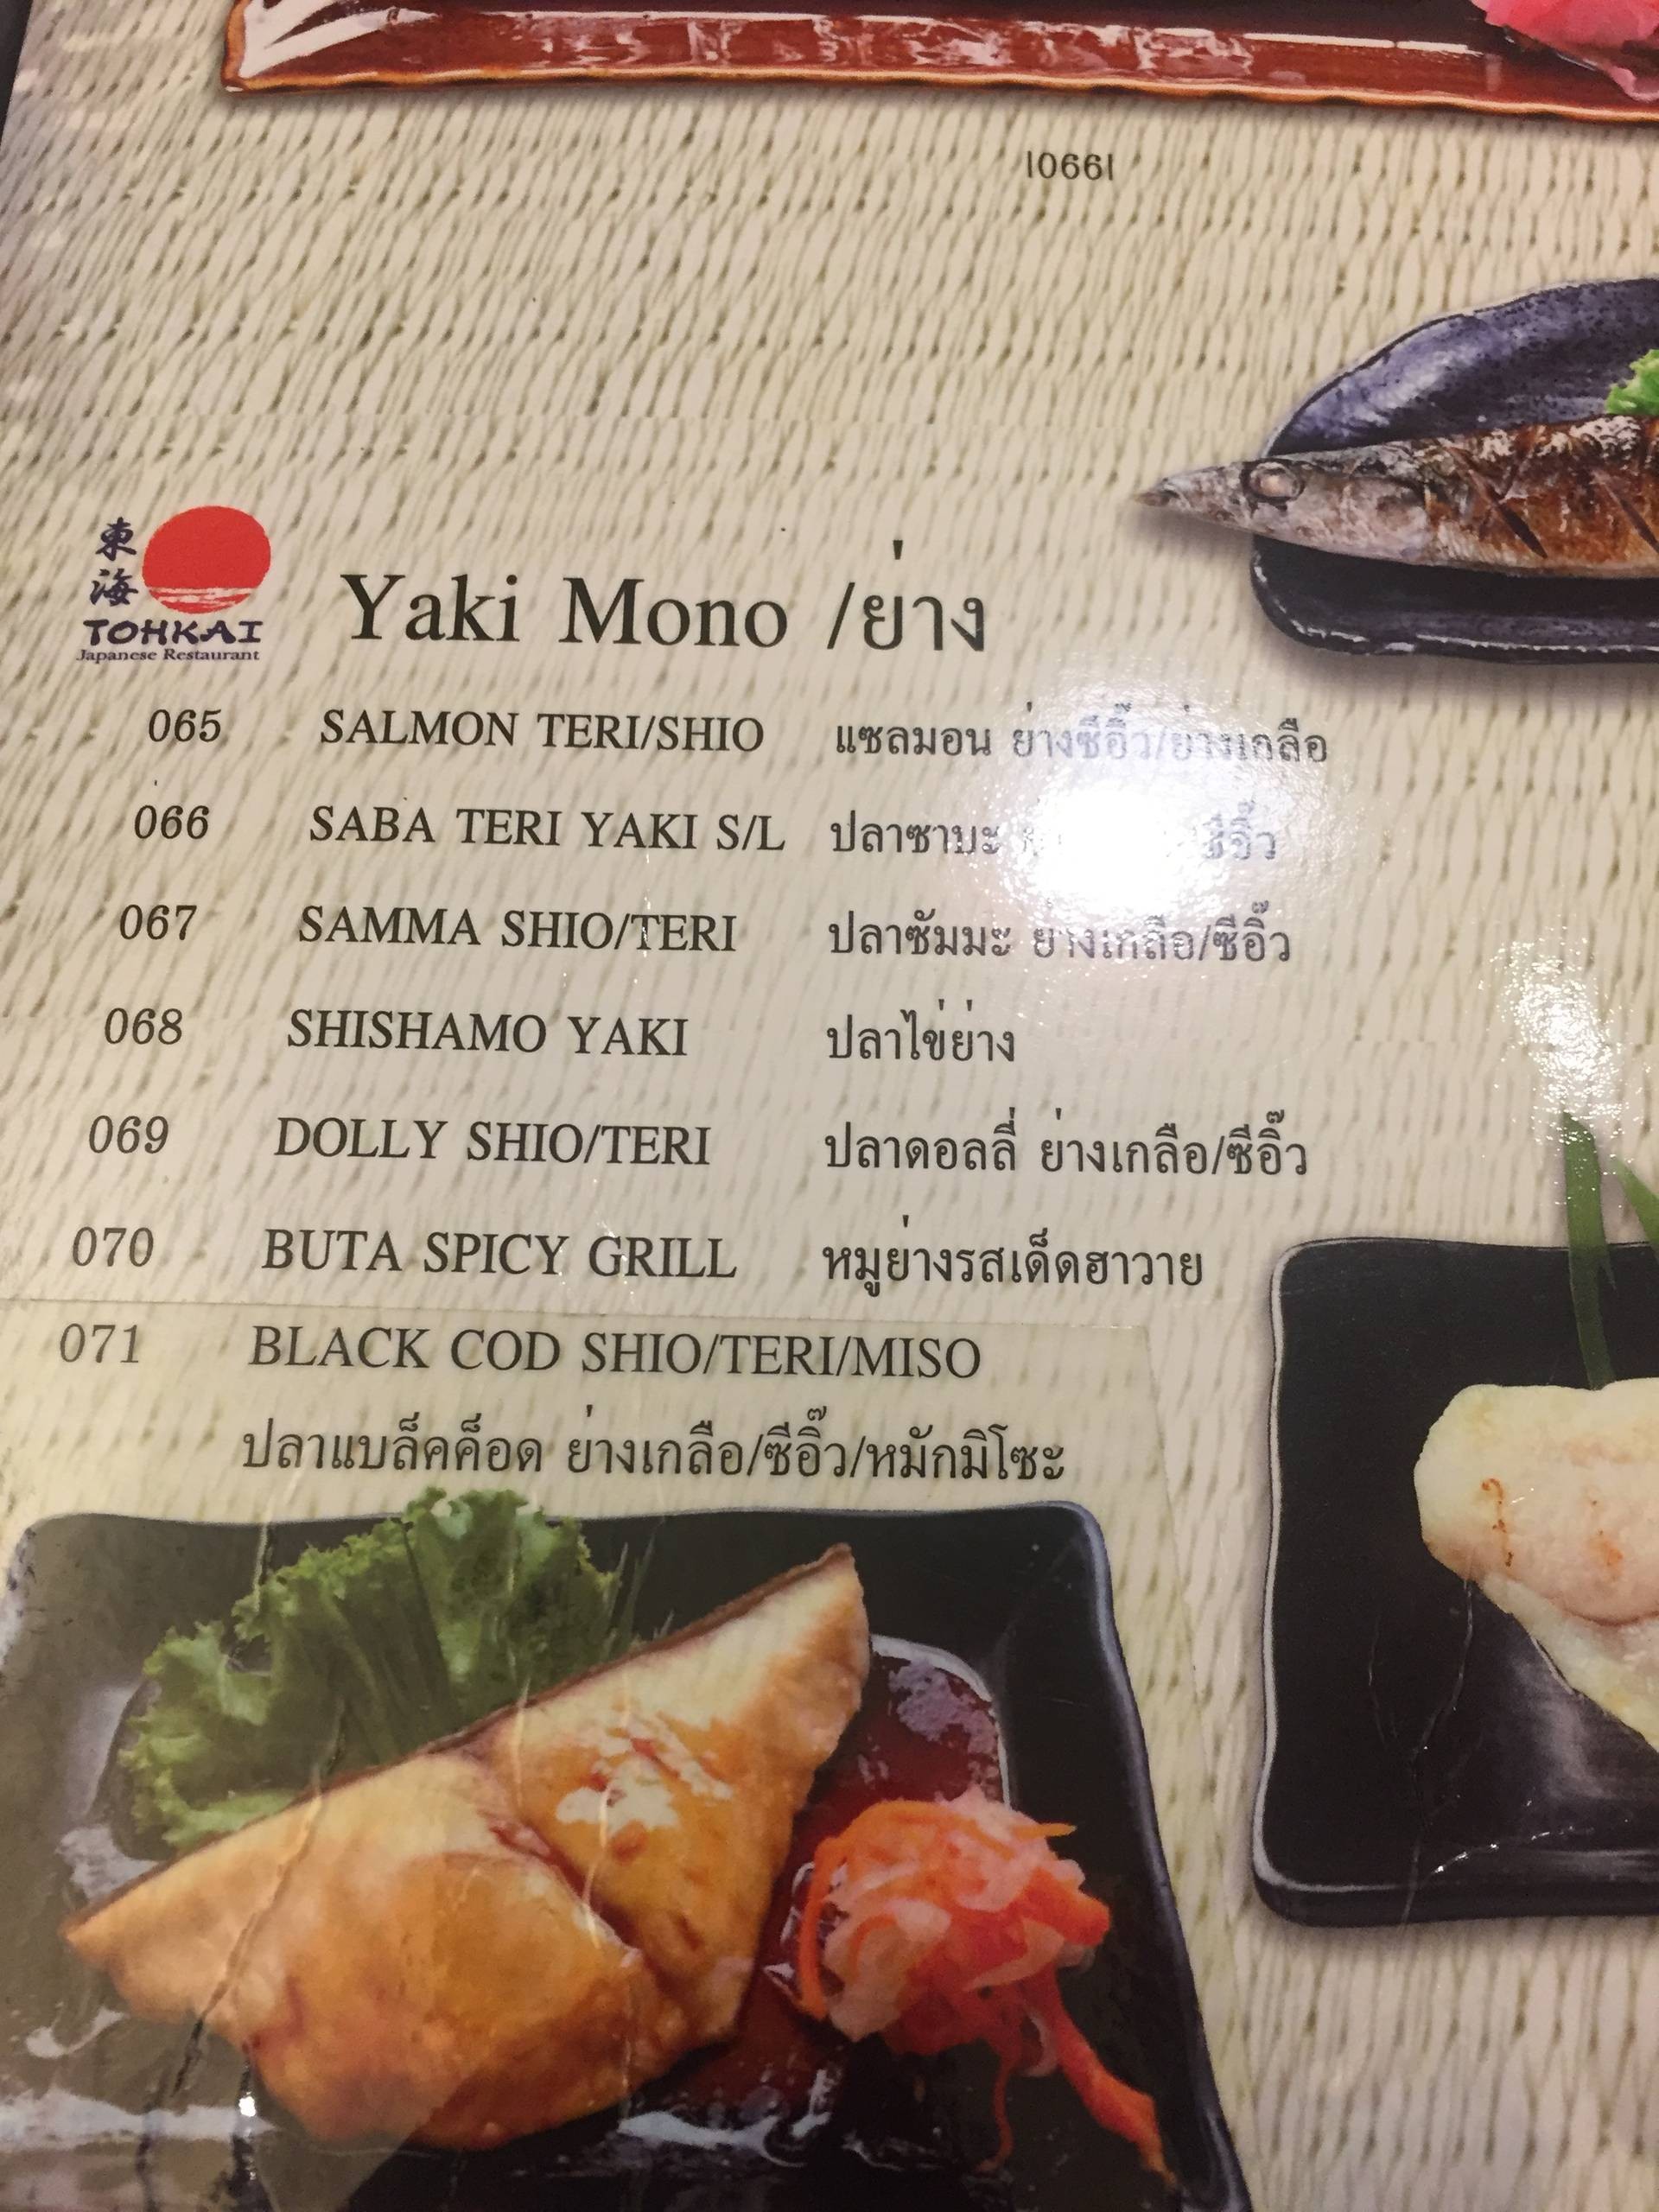 |066|
東
海
TOHKAI
Japanese Restaurant
Yaki Mono /ย่าง
065 SALMON TERI/SHIO แซลมอน ย่างซีอิ๊ว/ย่างเกลือ
066 SABA TERI YAKI S/L ปลาซาบะ ซีอิ๊ว
067 SAMMA SHIO/TERI ปลาซัมมะ ย่างเกลือ/ซีอิ๊ว
068 SHISHAMO YAKI ปลาไข่ย่าง
069 DOLLY SHIO/TERI ปลาดอลลี่ ย่างเกลือ/ซีอิ๊ว
070 BUTA SPICY GRILL หมูย่างรสเด็ดฮาวาย
071 BLACK COD SHIO/TERI/MISO
ปลาแบล็คค็อด ย่างเกลือ/ซีอิ๊ว/หมักมิโซะ